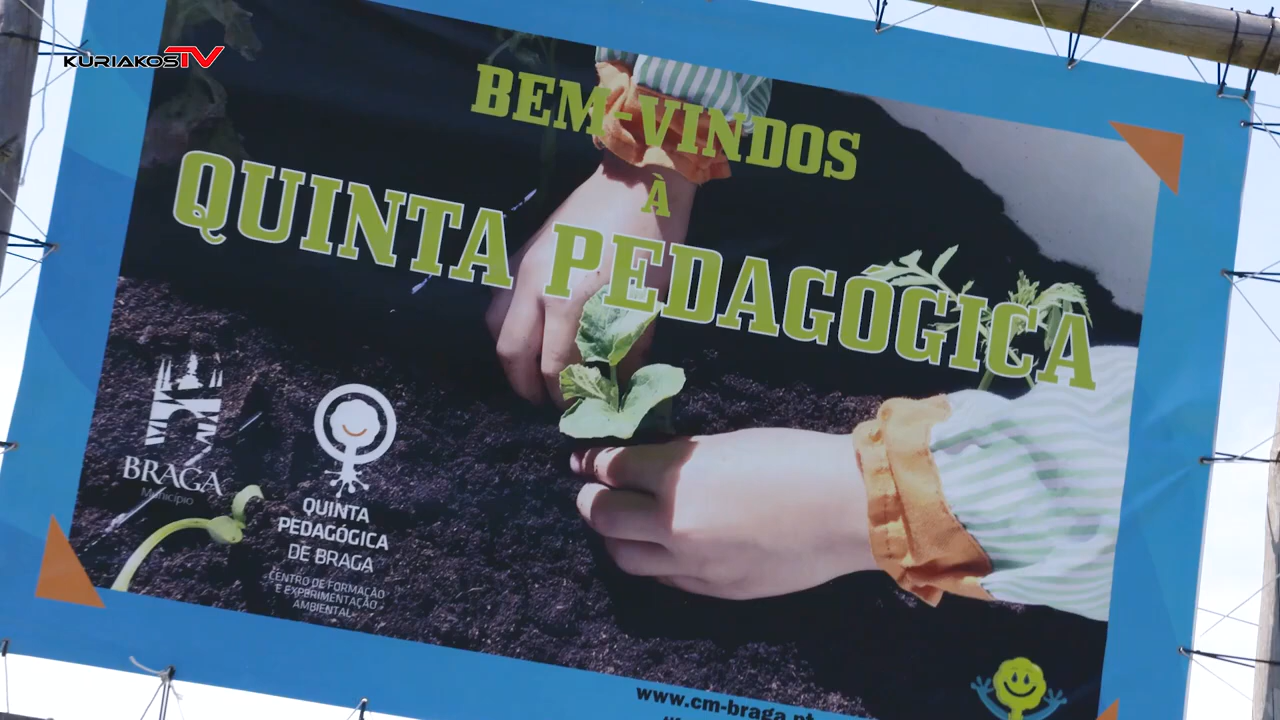 KURIAKOSTV
BEM-VINDOS
À
QUINTA PEDAGÓGICA
BRAGA
Município
QUINTA
PEDAGÓGICA
DE BRAGA
CENTRO DE FORMAÇÃO
E EXPERIMENTAÇÃO
AMBIENTAL
www.cm-braga.pt